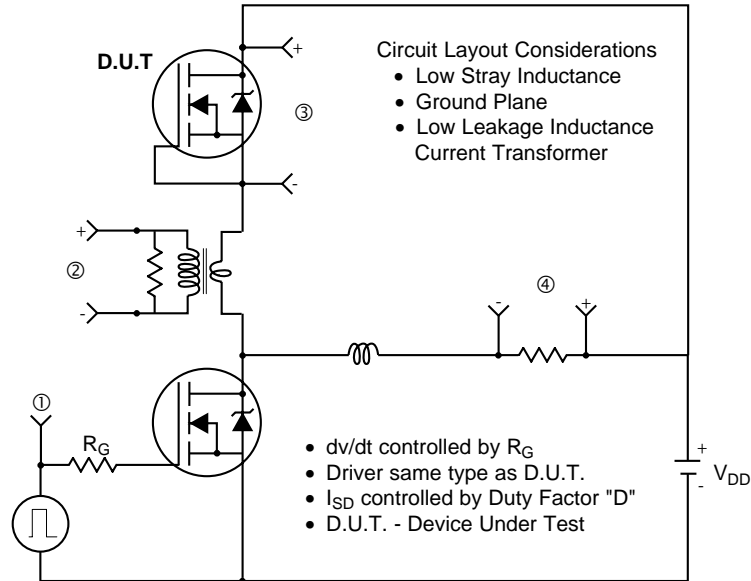 D.U.T
+
③
-
Circuit Layout Considerations
• Low Stray Inductance
• Ground Plane
• Low Leakage Inductance
Current Transformer
+
②
-
④
-
+
①
R_G
• dv/dt controlled by R_G
• Driver same type as D.U.T.
• I_SD controlled by Duty Factor "D"
• D.U.T. - Device Under Test
+
V_DD
-